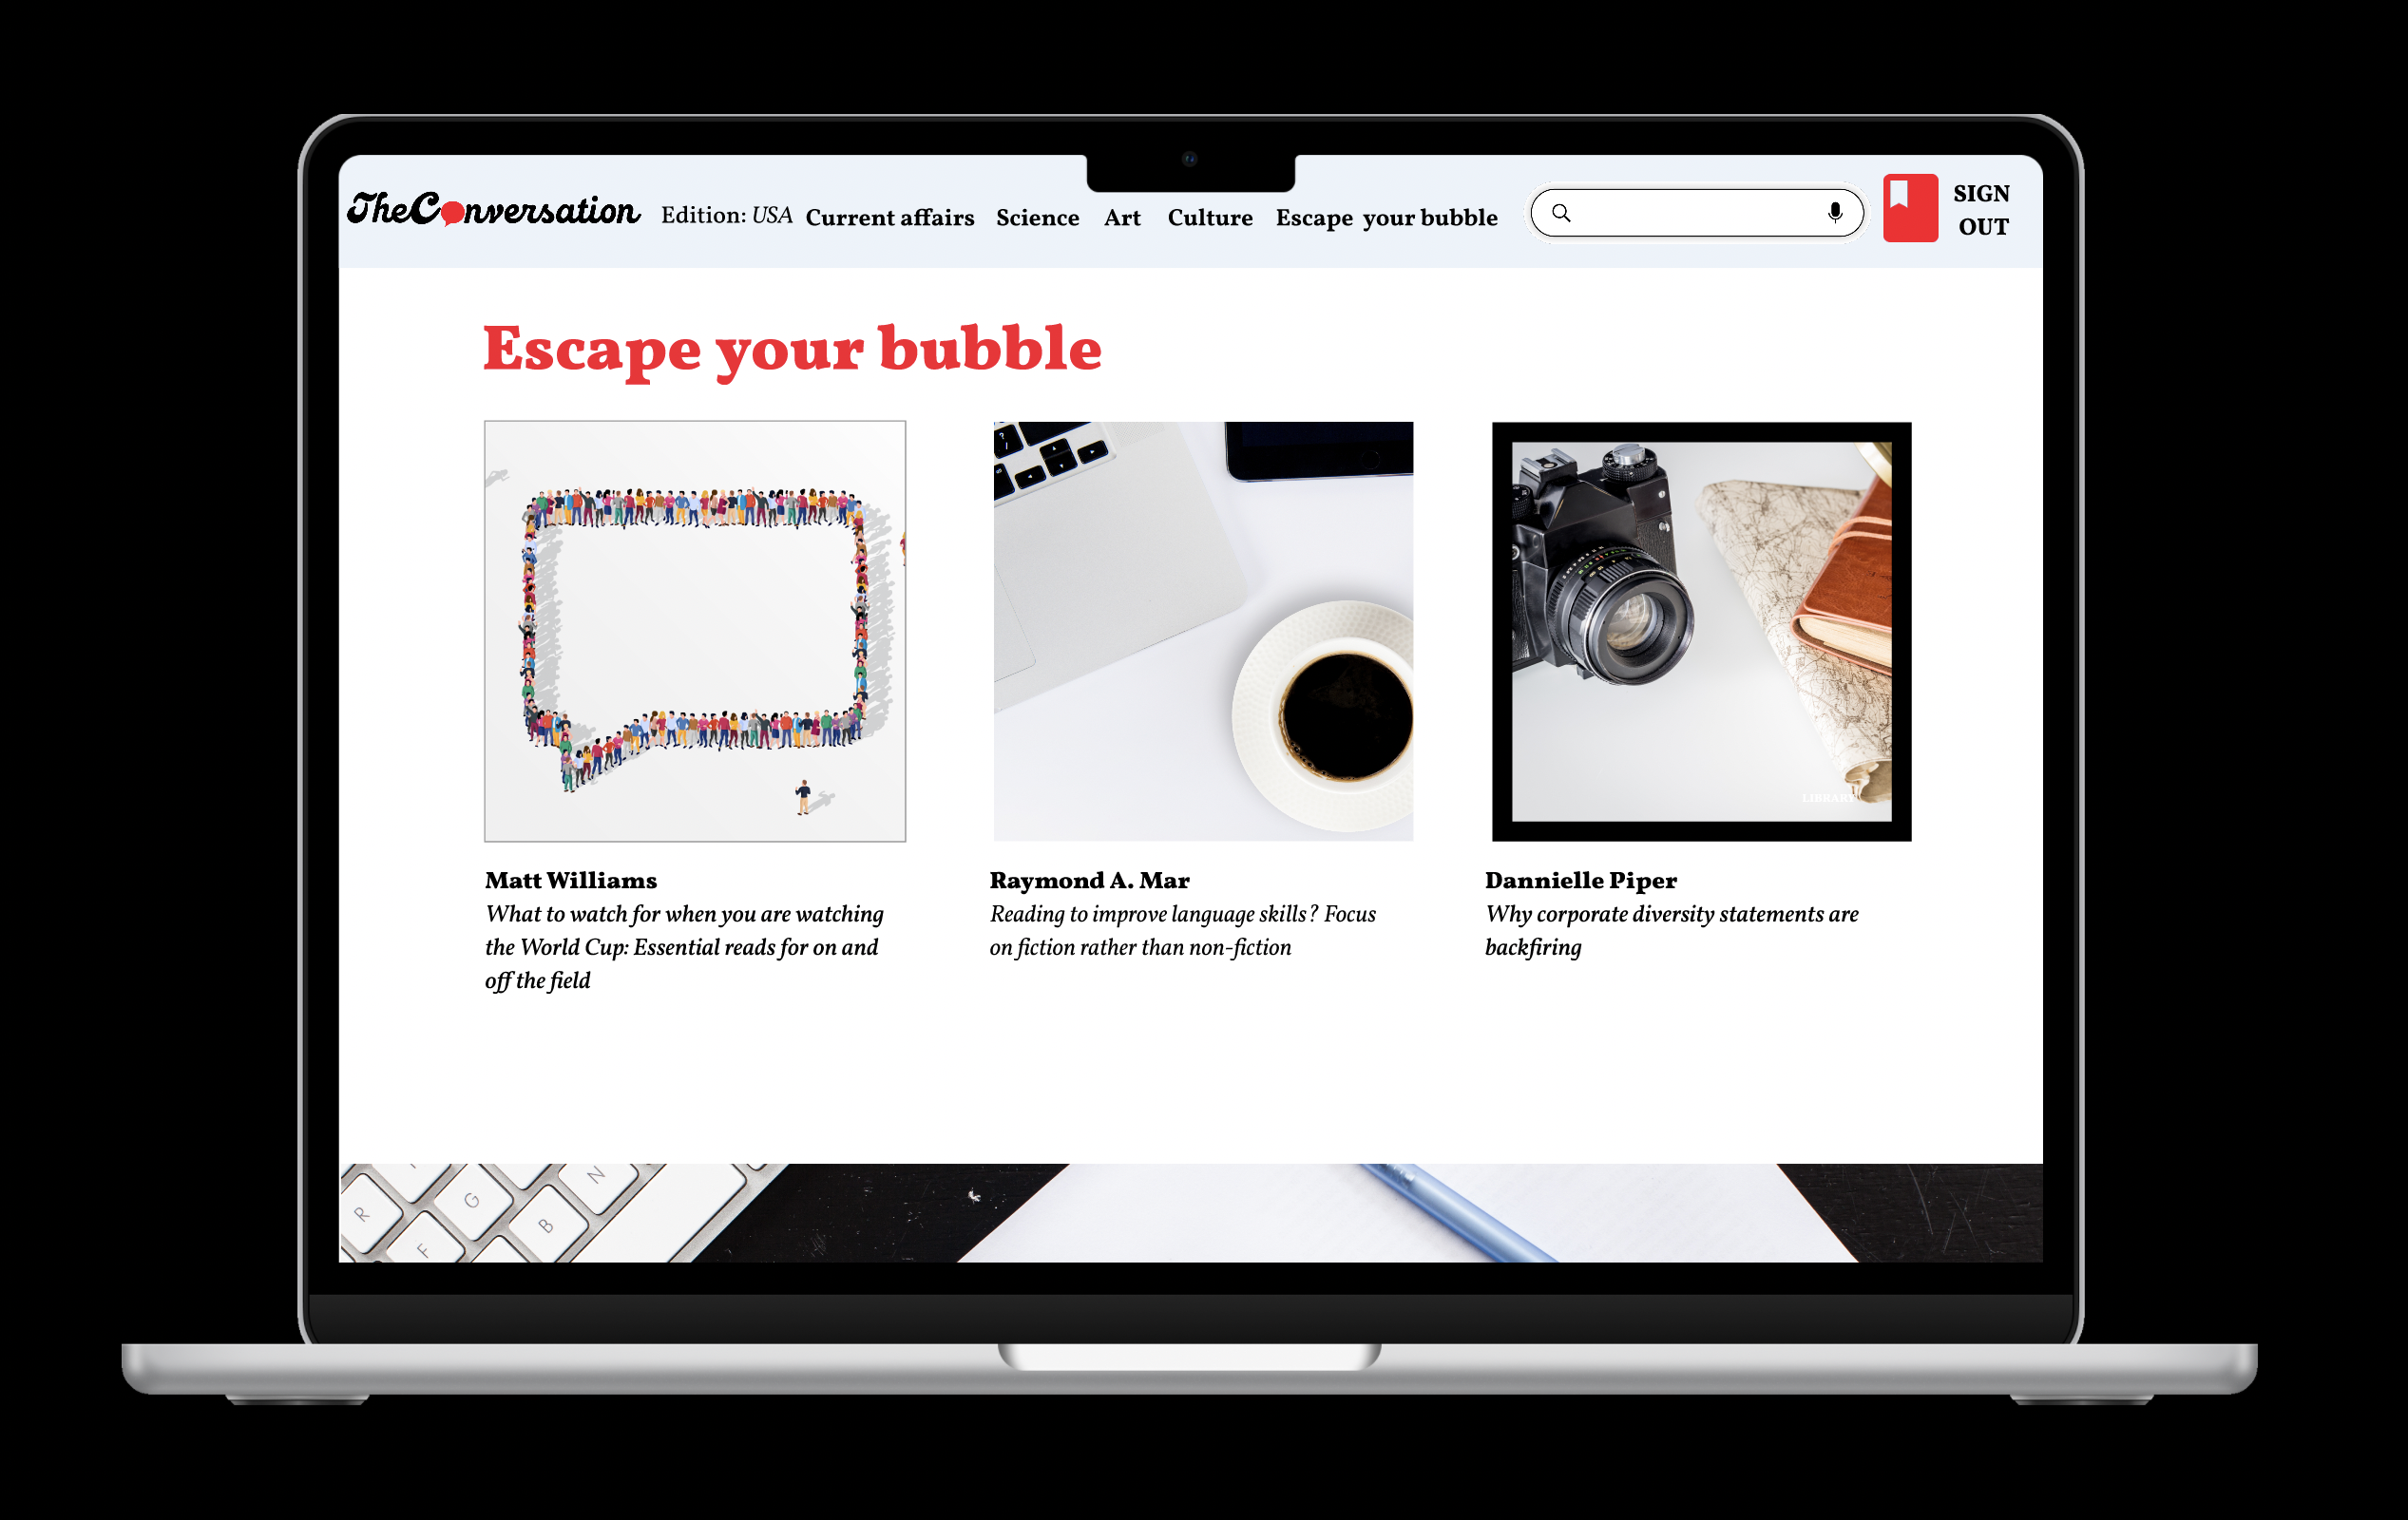 TheConversation
Edition: USA Current affairs Science Art Culture Escape your bubble
SIGN
OUT
Escape your bubble
LIBRARY
Matt Williams
What to watch for when you are watching
the World Cup: Essential reads for on and
off the field
Raymond A. Mar
Reading to improve language skills? Focus
on fiction rather than non-fiction
Dannielle Piper
Why corporate diversity statements are
backfiring
R
F
G
B
N